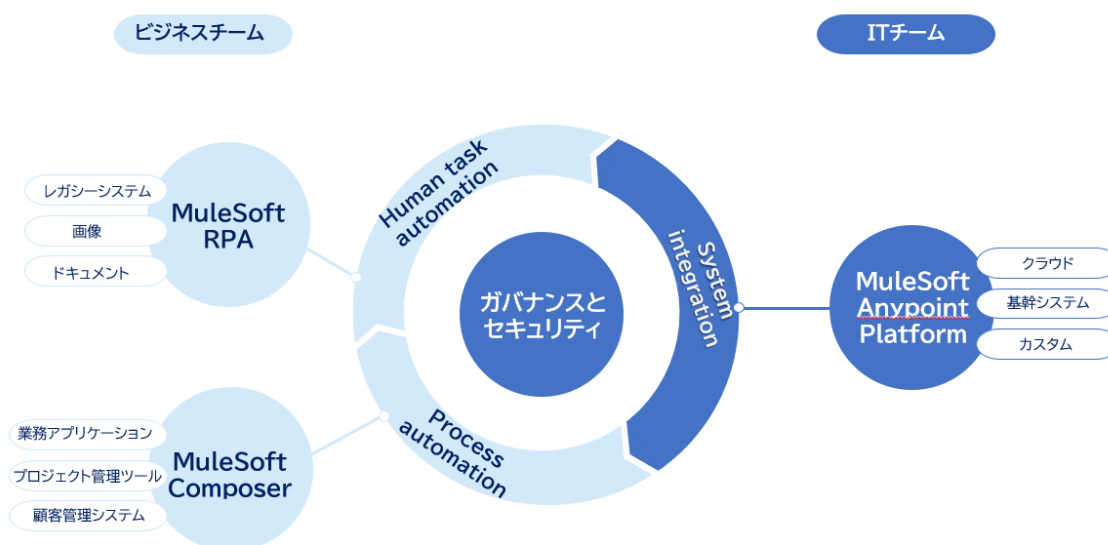 ビジネスチーム
ITチーム
レガシーシステム
画像
ドキュメント
MuleSoft
RPA
Human task
automation
System
integration
ガバナンスと
セキュリティ
MuleSoft
Anypoint
Platform
クラウド
基幹システム
カスタム
業務アプリケーション
プロジェクト管理ツール
顧客管理システム
MuleSoft
Composer
Process
automation